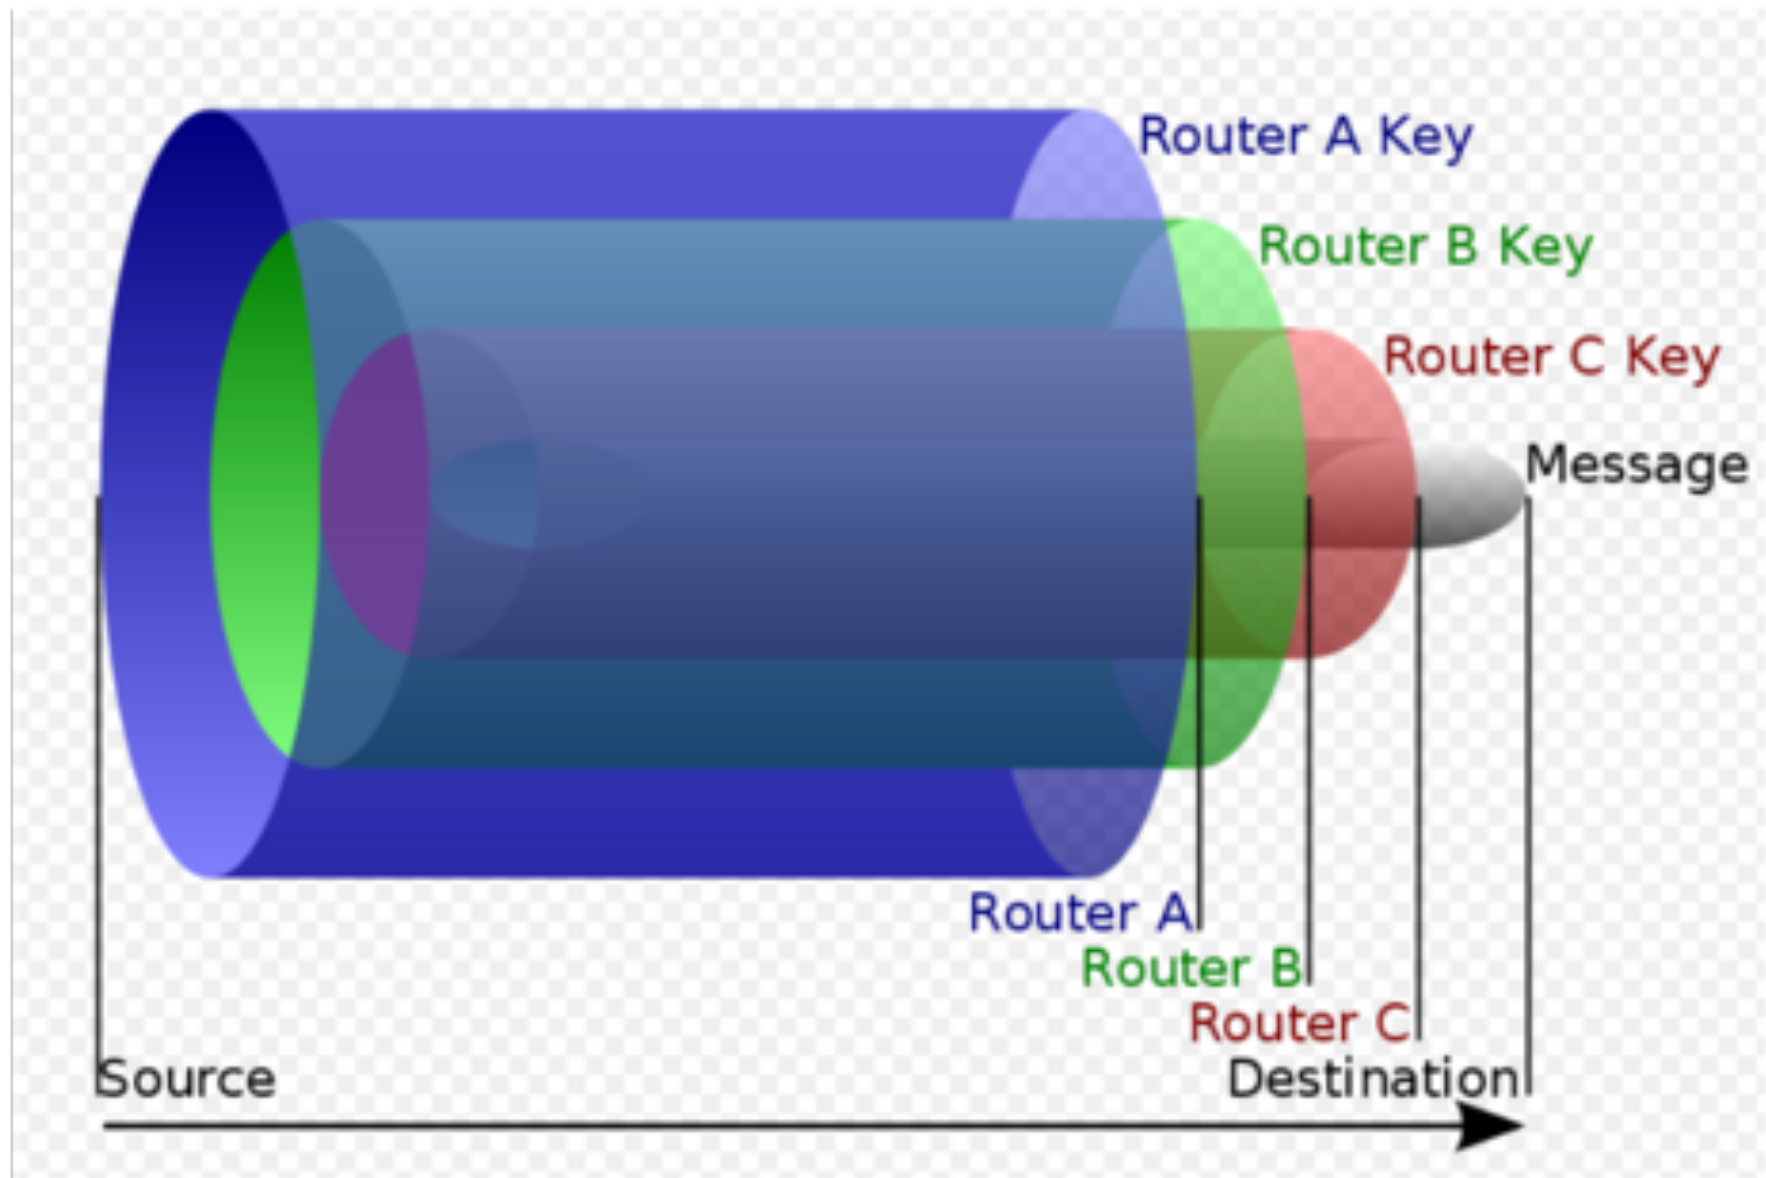 Router A Key
Router B Key
Router C Key
Message
Router A
Router B
Router C
Source
Destination